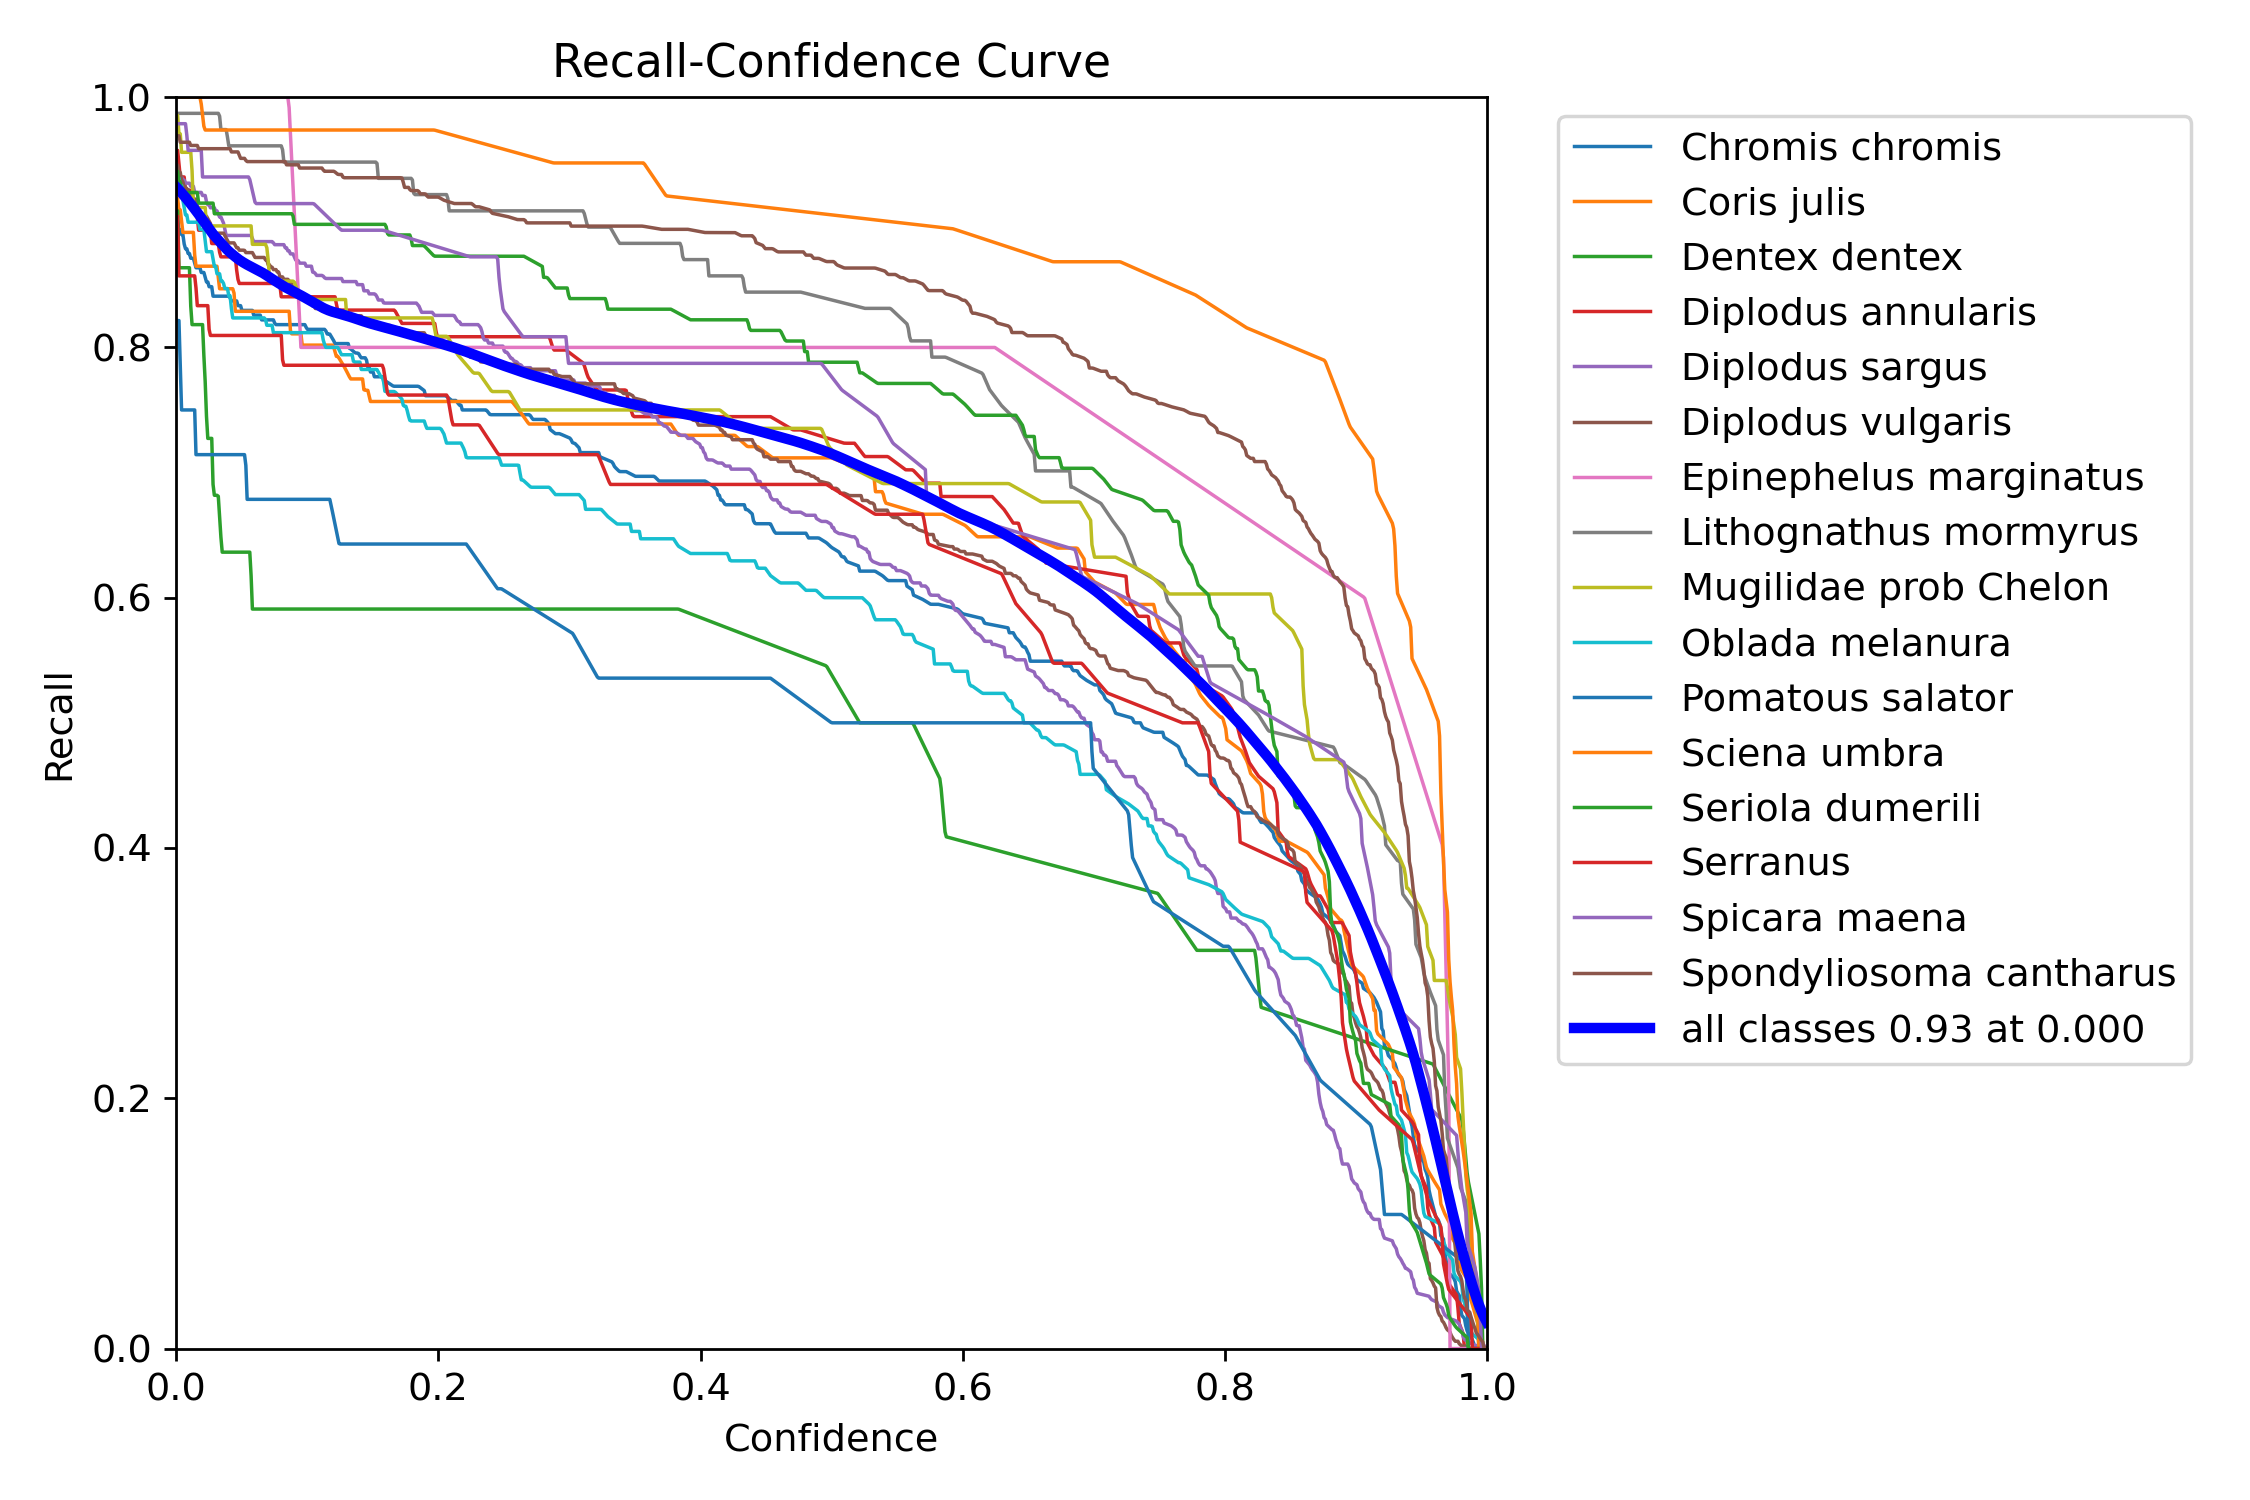 Recall-Confidence Curve
1.0
0.8
0.6
0.4
0.2
0.0
Recall
0.0 0.2 0.4 0.6 0.8 1.0
Confidence
Chromis chromis
Coris julis
Dentex dentex
Diplodus annularis
Diplodus sargus
Diplodus vulgaris
Epinephelus marginatus
Lithognathus mormyrus
Mugilidae prob Chelon
Oblada melanura
Pomatous salator
Sciena umbra
Seriola dumerili
Serranus
Spicara maena
Spondyliosoma cantharus
all classes 0.93 at 0.000